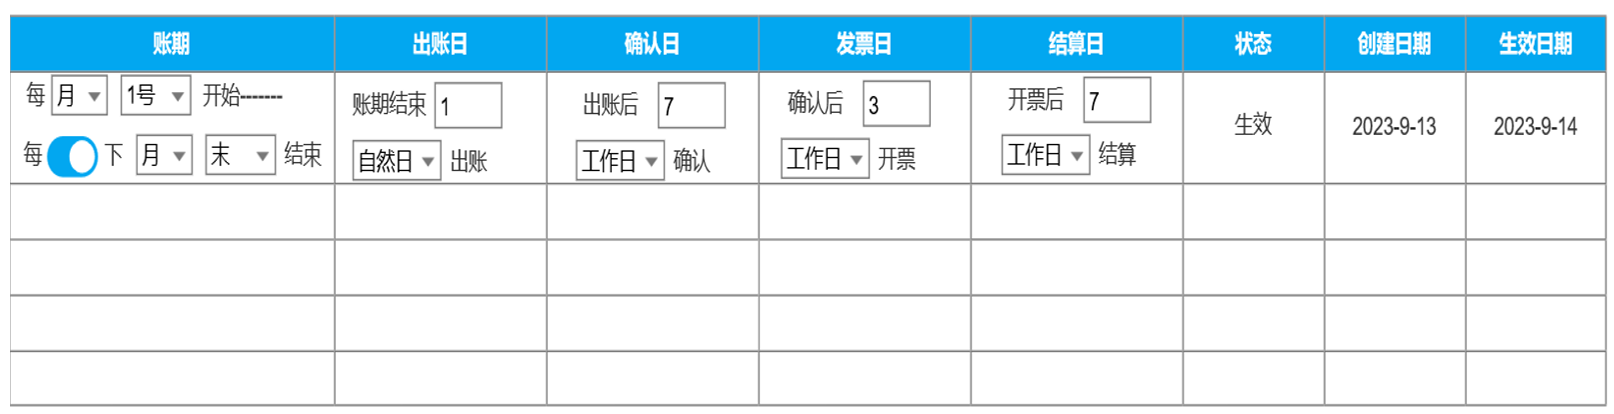 账期 出账日 确认日 发票日 结算日 状态 创建日期 生效日期
每 月 1号 开始-------
每 下 月 末 结束
账期结束 1
自然日 出账
出账后 7
工作日 确认
确认后 3
工作日 开票
开票后 7
工作日 结算
生效
2023-9-13
2023-9-14